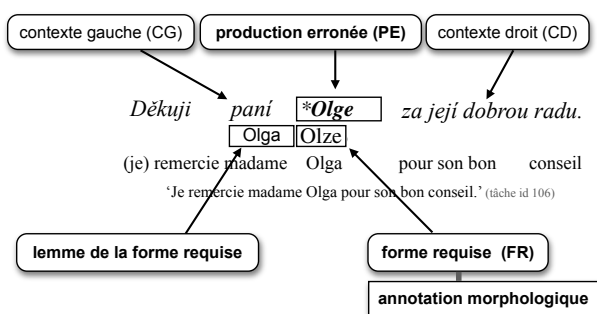 contexte gauche (CG) production erronée (PE) contexte droit (CD)
Děkuji paní *Olge za její dobrou radu.
Olga Olze
(je) remercie madame Olga pour son bon conseil
‘Je remercie madame Olga pour son bon conseil.’ (tâche id 106)
lemme de la forme requise forme requise (FR)
annotation morphologique